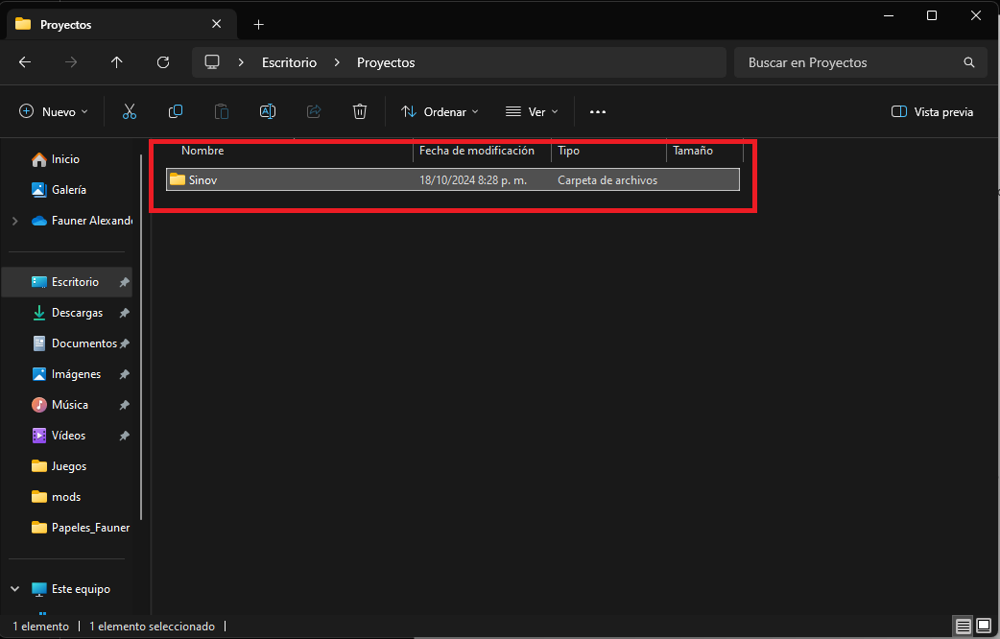 Proyectos
Escritorio Proyectos Buscar en Proyectos
Nuevo Ordenar Ver Vista previa
Nombre Fecha de modificación Tipo Tamaño
Sinov 18/10/2024 8:28 p. m. Carpeta de archivos
Inicio
Galería
Fauner Alexand
Escritorio
Descargas
Documentos
Imágenes
Música
Vídeos
Juegos
mods
Papeles_Fauner
Este equipo
1 elemento 1 elemento seleccionado